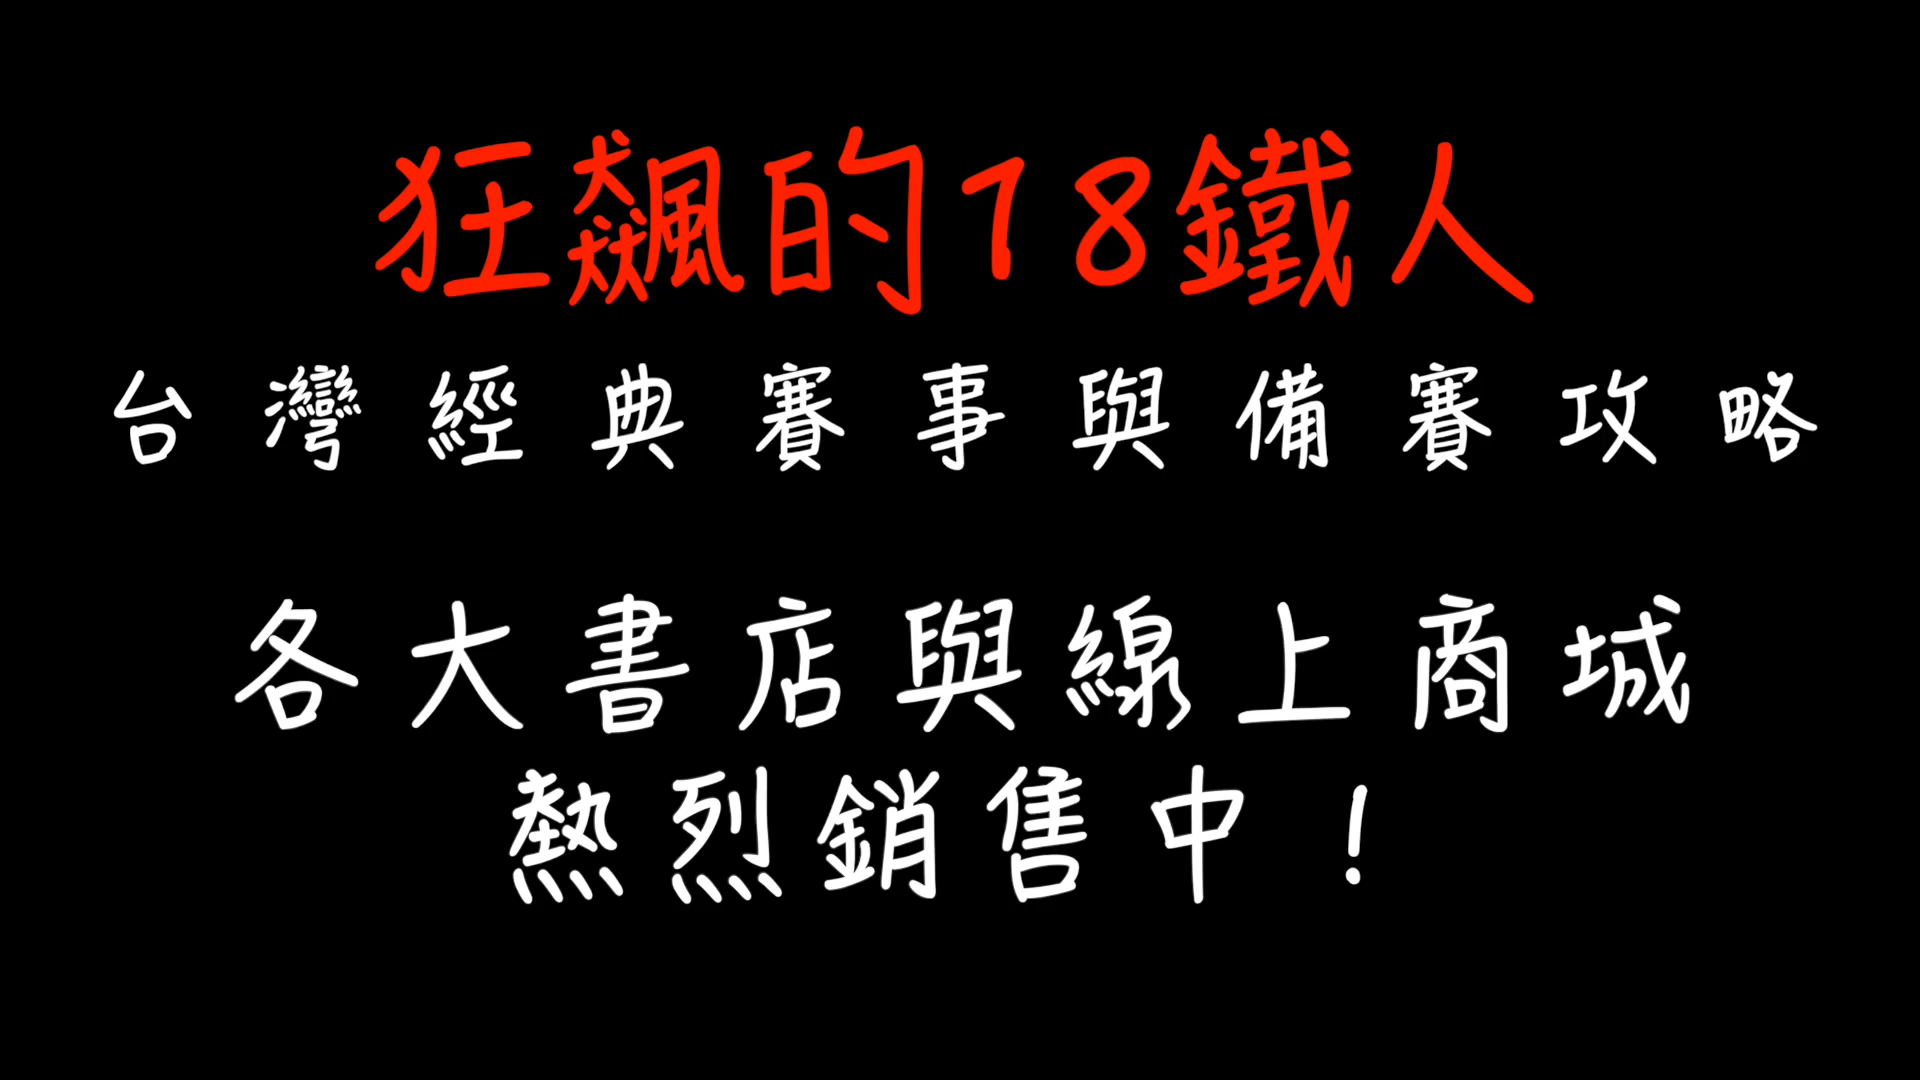 狂飆的18鐵人
台灣經典賽事與備賽攻略
各大書店與線上商城
熱烈銷售中！